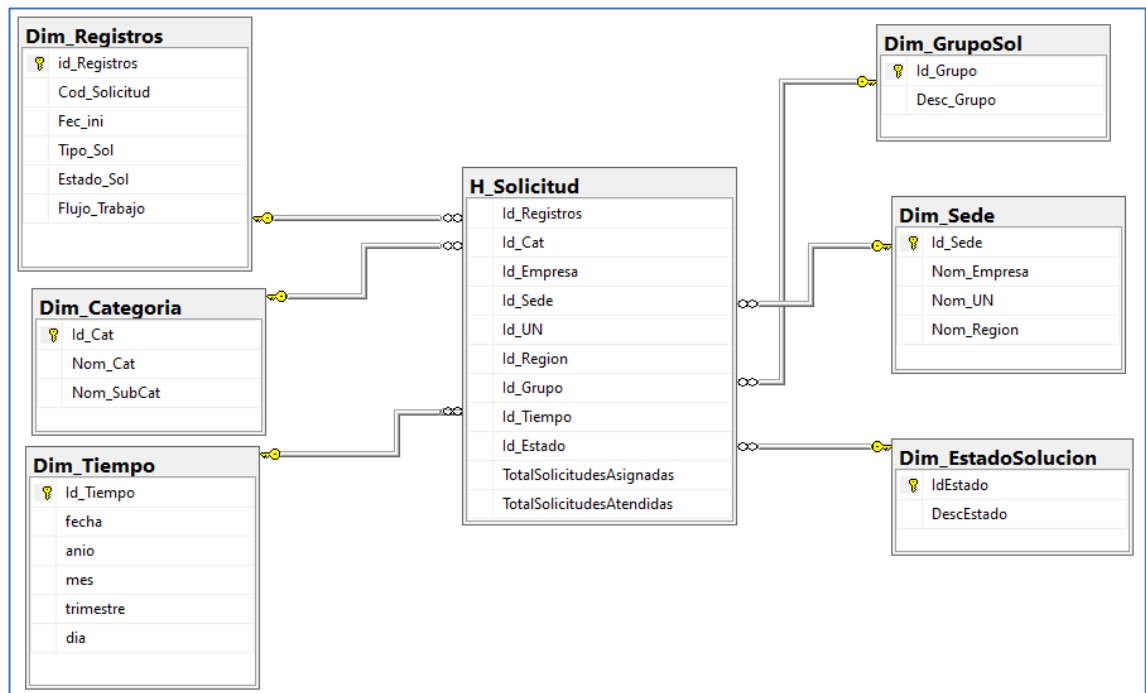 Dim_Registros
id_Registros
Cod_Solicitud
Fec_ini
Tipo_Sol
Estado_Sol
Flujo_Trabajo
Dim_Categoria
Id_Cat
Nom_Cat
Nom_SubCat
Dim_Tiempo
Id_Tiempo
fecha
anio
mes
trimestre
dia
H_Solicitud
Id_Registros
Id_Cat
Id_Empresa
Id_Sede
Id_UN
Id_Region
Id_Grupo
Id_Tiempo
Id_Estado
TotalSolicitudesAsignadas
TotalSolicitudesAtendidas
Dim_GrupoSol
Id_Grupo
Desc_Grupo
Dim_Sede
Id_Sede
Nom_Empresa
Nom_UN
Nom_Region
Dim_EstadoSolucion
IdEstado
DescEstado